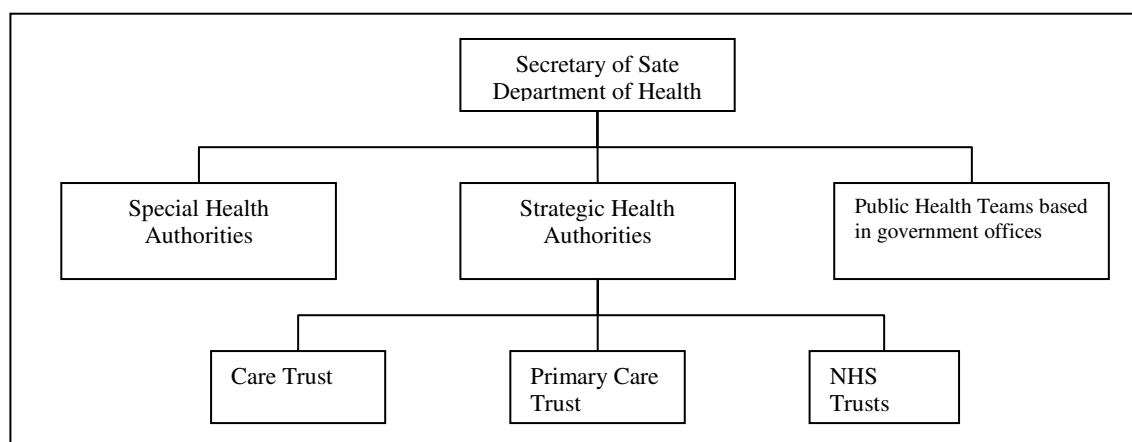 Secretary of Sate
Department of Health
Special Health
Authorities
Strategic Health
Authorities
Public Health Teams based
in government offices
Care Trust
Primary Care
Trust
NHS
Trusts